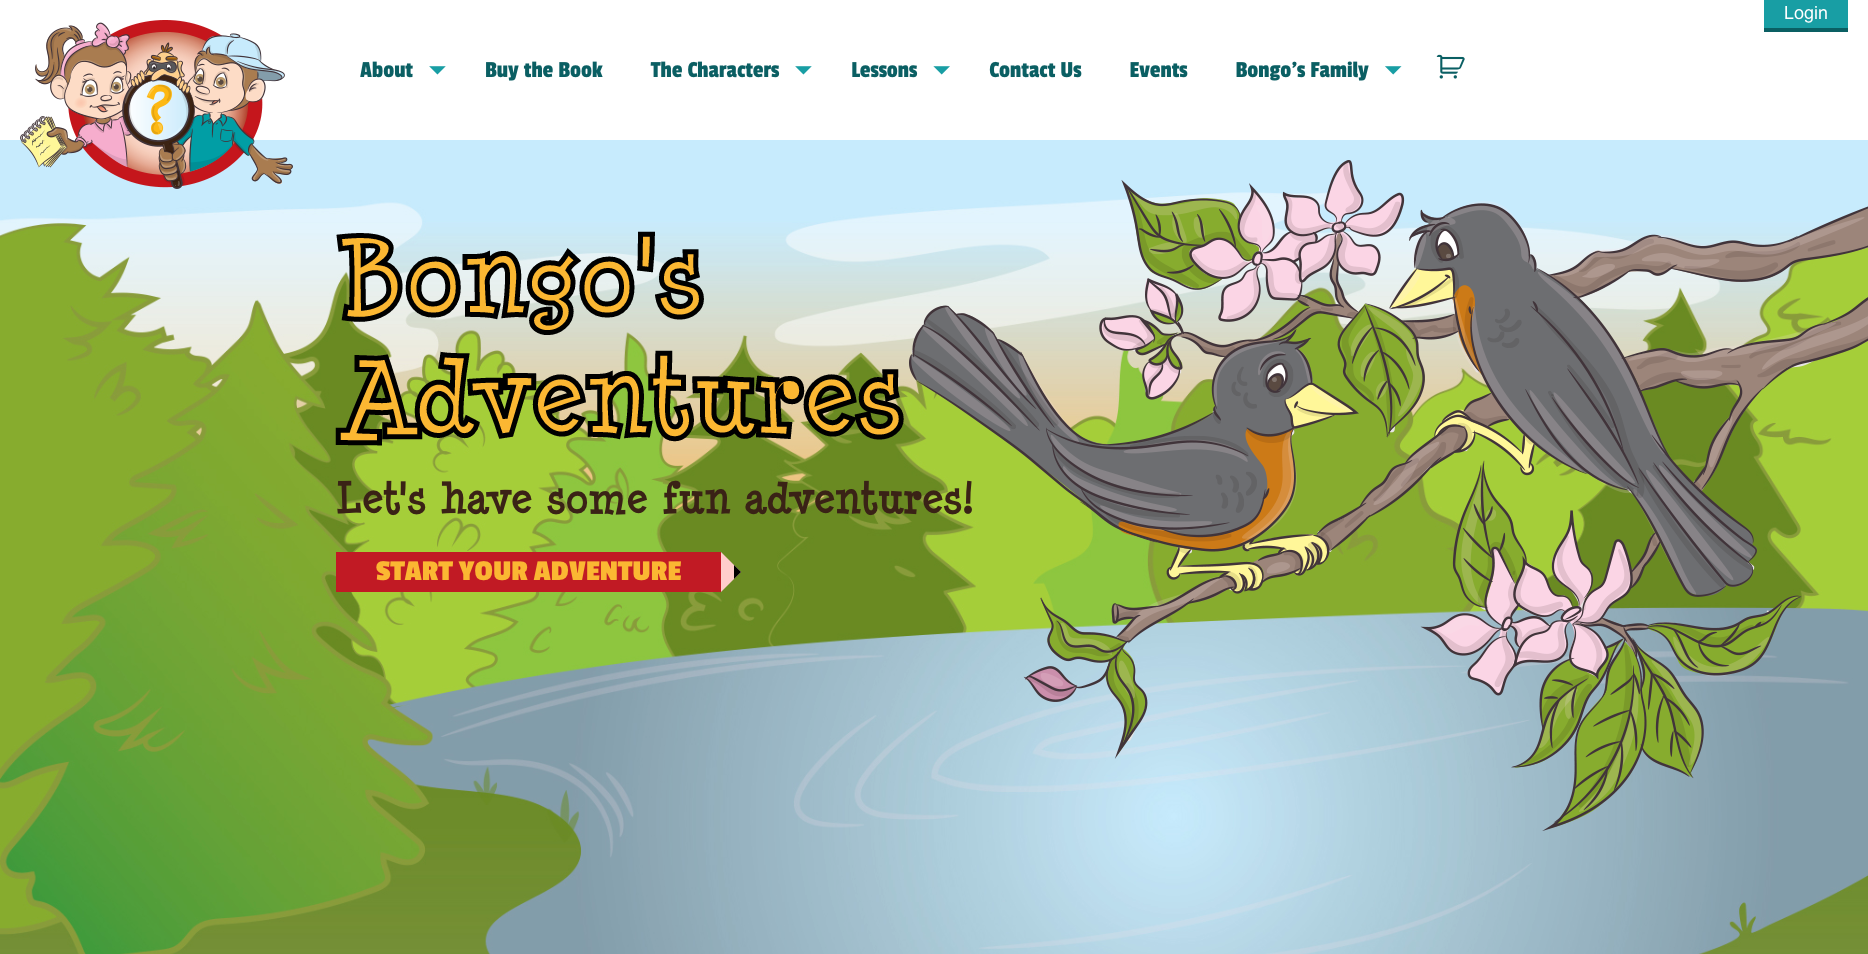 Login
About
Buy the Book
The Characters
Lessons
Contact Us
Events
Bongo’s Family
?
Bongo's
Adventures
Let's have some fun adventures!
START YOUR ADVENTURE